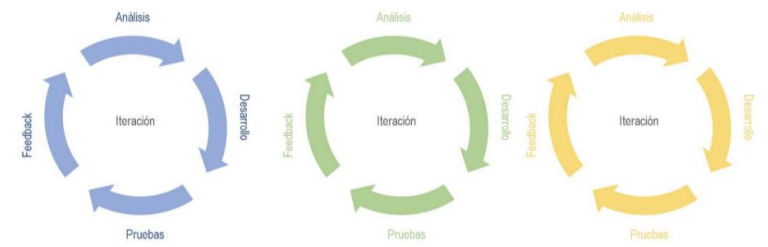 Análisis
Desarrollo
Iteración
Feedback
Pruebas
Análisis
Desarrollo
Iteración
Feedback
Pruebas
Análisis
Desarrollo
Iteración
Feedback
Pruebas